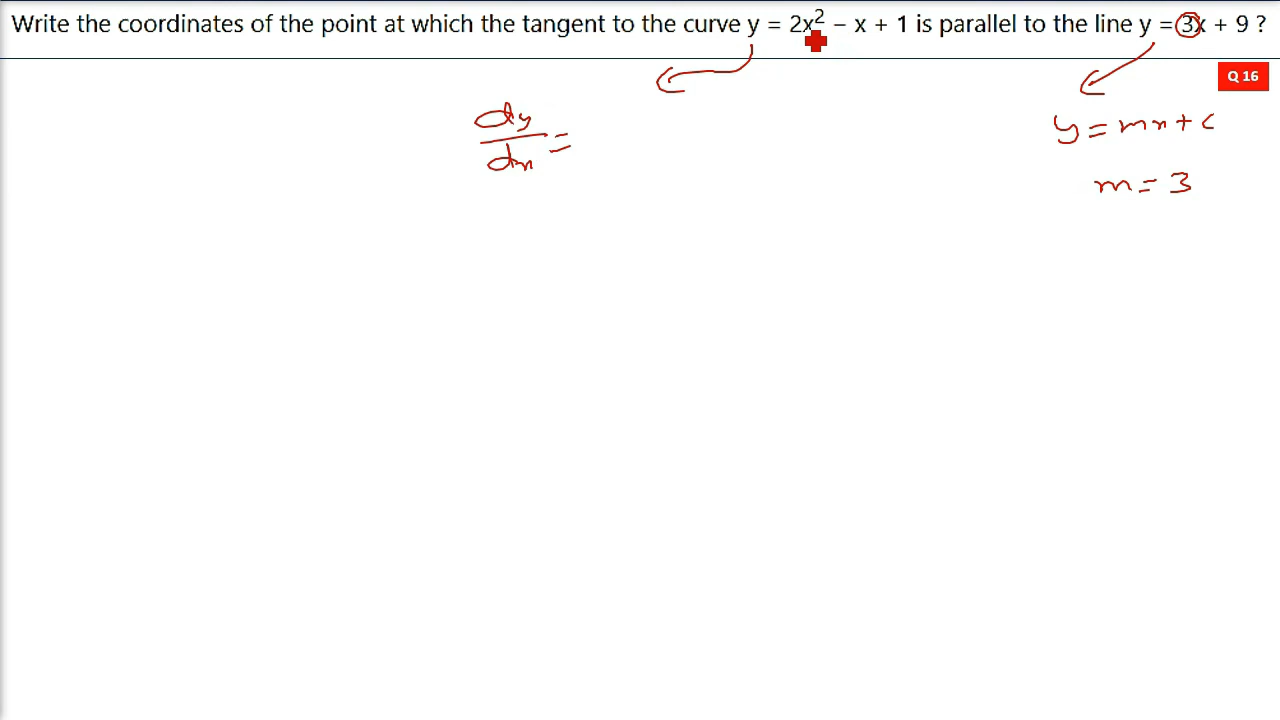 Write the coordinates of the point at which the tangent to the curve y = 2x² − x + 1 is parallel to the line y = 3x + 9 ?
Q 16
dy/dx =
y = mx + c
m = 3